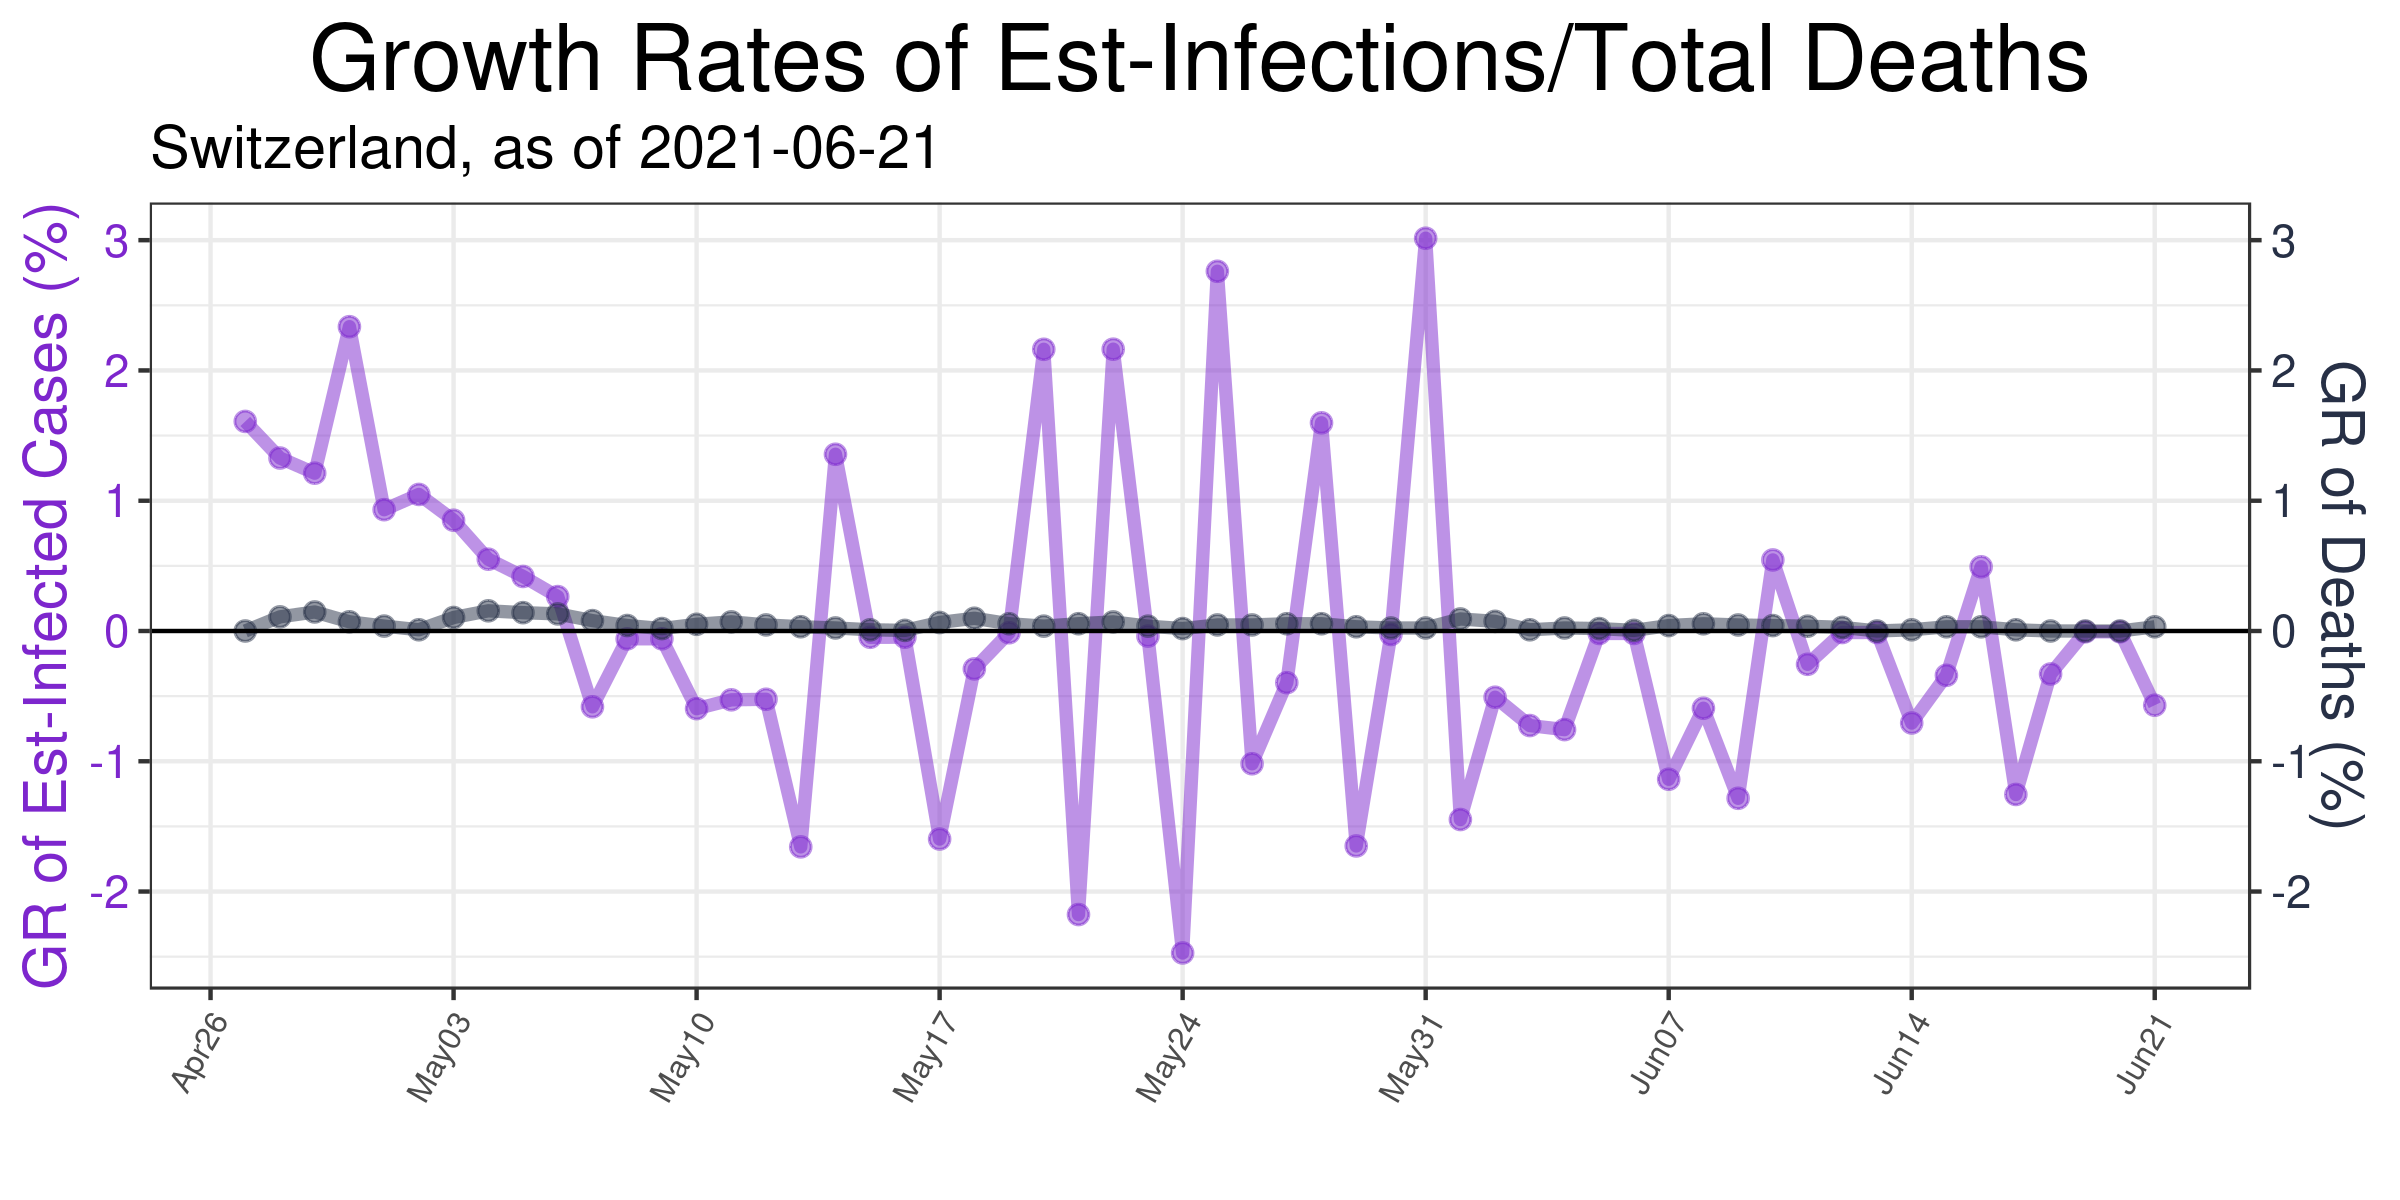 Growth Rates of Est-Infections/Total Deaths
Switzerland, as of 2021-06-21
GR of Est-Infected Cases (%)
3
2
1
0
-1
-2
3
2
1
0
-1
-2
GR of Deaths (%)
Apr26
May03
May10
May17
May24
May31
Jun07
Jun14
Jun21